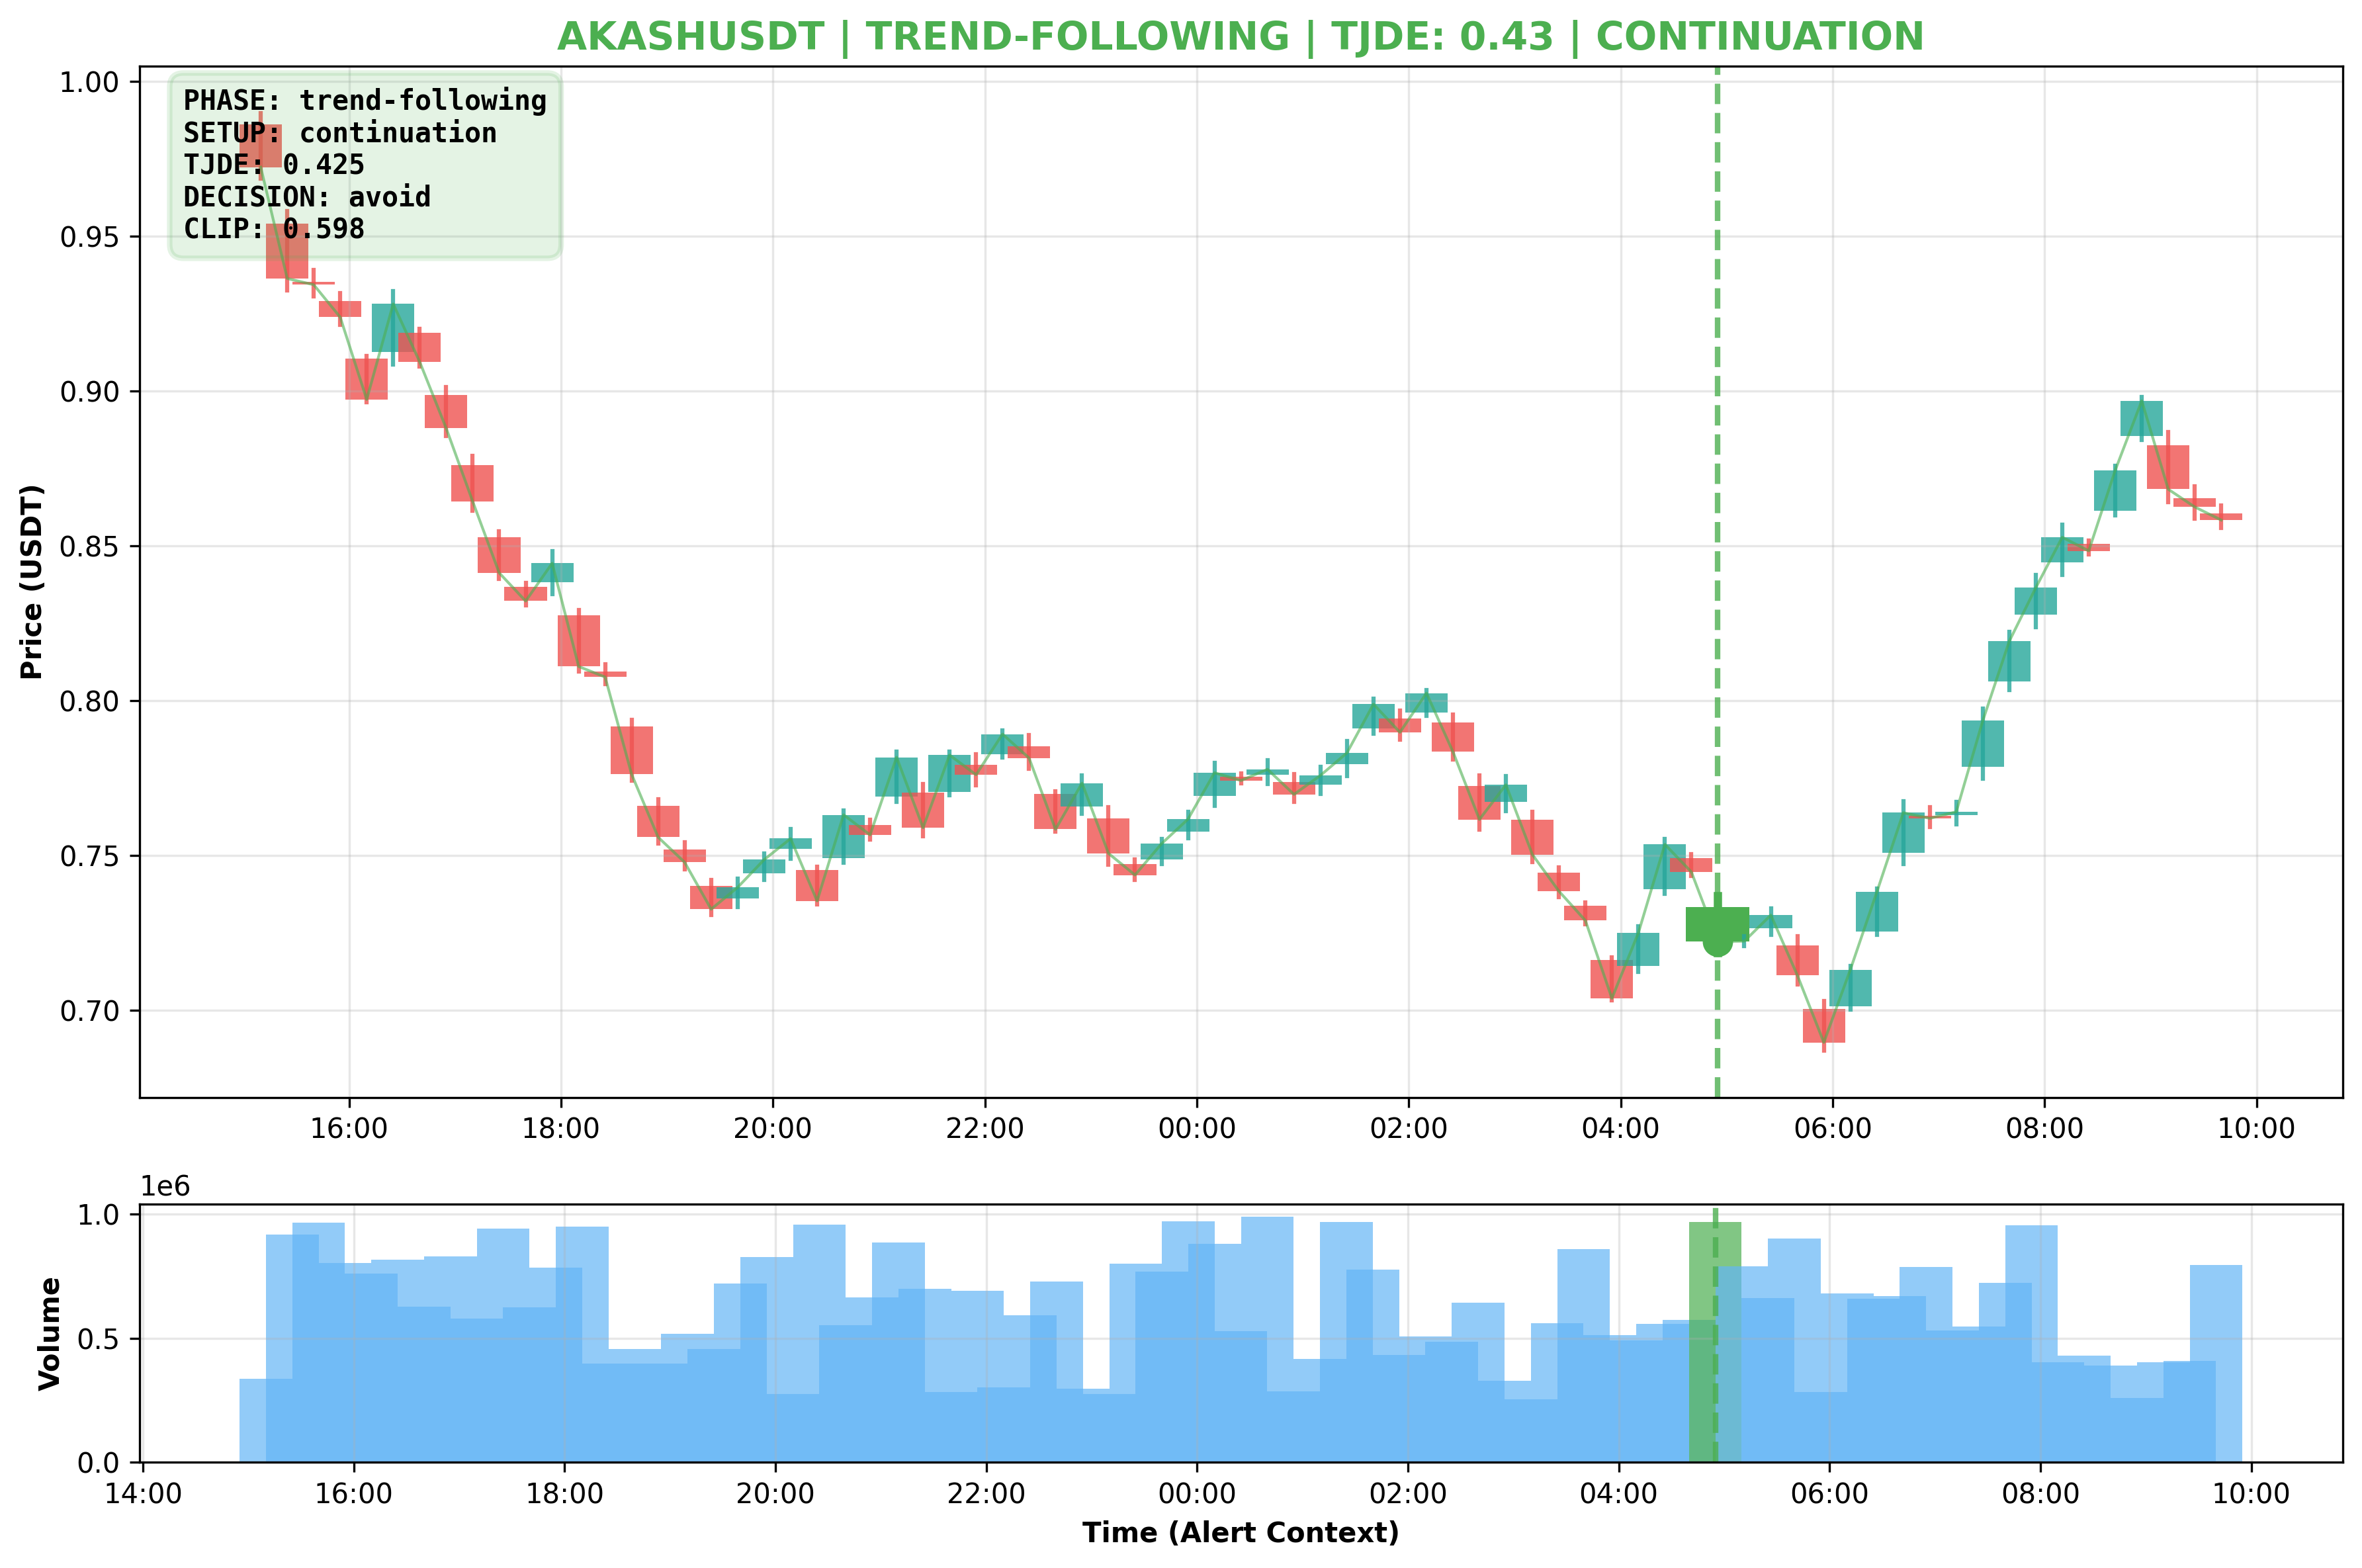 AKASHUSDT | TREND-FOLLOWING | TJDE: 0.43 | CONTINUATION
PHASE: trend-following
SETUP: continuation
TJDE: 0.425
DECISION: avoid
CLIP: 0.598
Price (USDT)
1.00
0.95
0.90
0.85
0.80
0.75
0.70
16:00 18:00 20:00 22:00 00:00 02:00 04:00 06:00 08:00 10:00
1e6
Volume
1.0
0.5
0.0
14:00 16:00 18:00 20:00 22:00 00:00 02:00 04:00 06:00 08:00 10:00
Time (Alert Context)